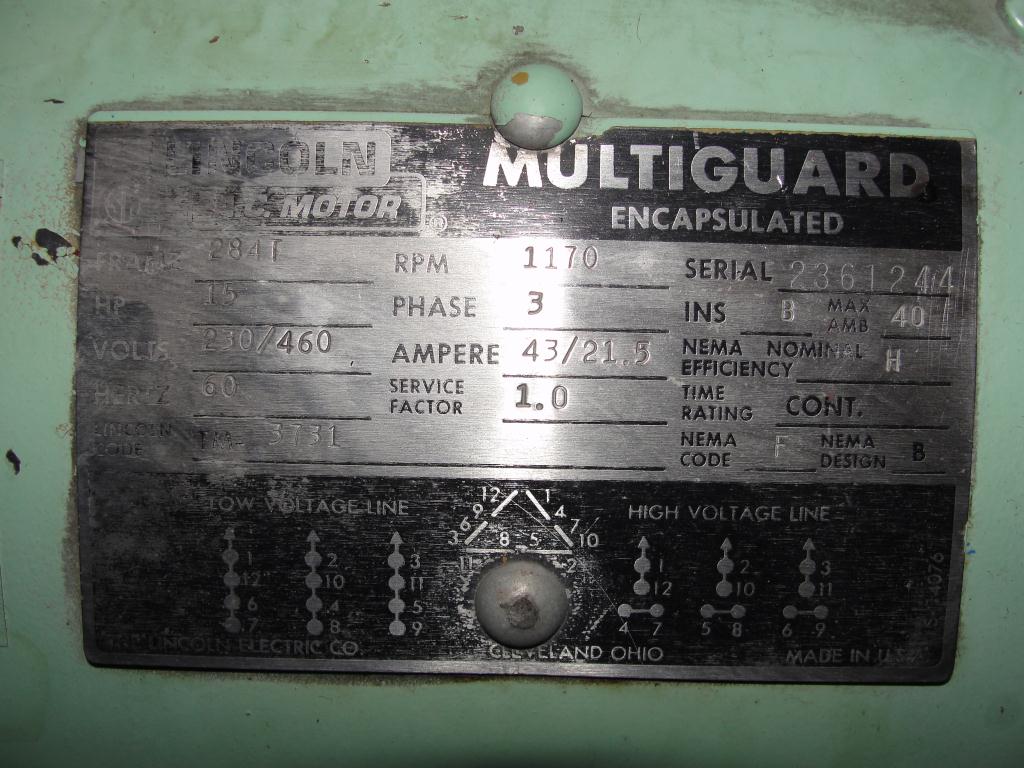 LINCOLN
A.C. MOTOR ®
MULTIGUARD
ENCAPSULATED
FRAME 284T RPM 1170 SERIAL 2361244
HP 15 PHASE 3 INS B MAX AMB 40
VOLTS 230/460 AMPERE 43/21.5 NEMA NOMINAL EFFICIENCY H
HERTZ 60 SERVICE FACTOR 1.0 TIME RATING CONT.
LINCOLN CODE 3731 NEMA CODE F NEMA DESIGN B
LOW VOLTAGE LINE
1 2 3
12 10 11
6 4 5
7 8 9
12 1
9 4
6 7
3 8 5 10
11 2
HIGH VOLTAGE LINE
1 2 3
12 10 11
4 7 5 8 6 9
LINCOLN ELECTRIC CO. CLEVELAND OHIO MADE IN U.S.A.